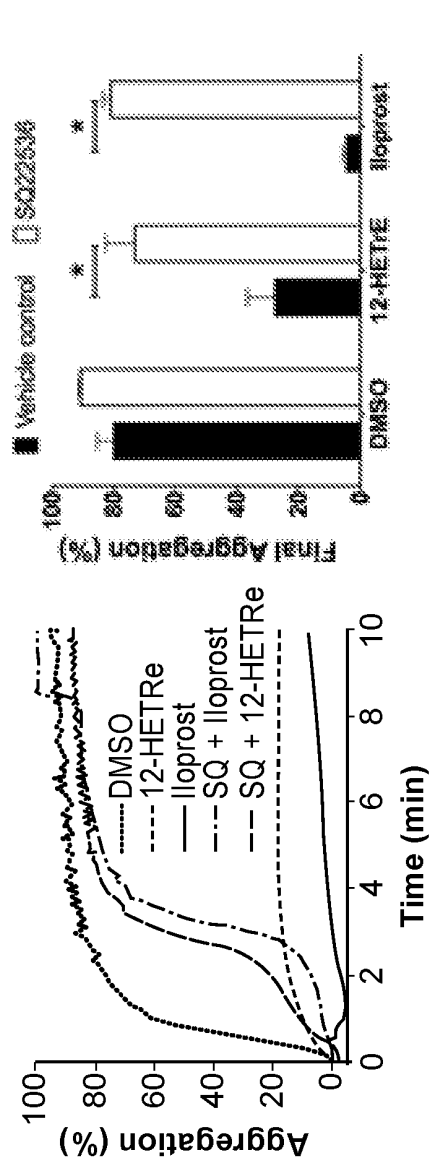 Aggregation (%)
100
80
60
40
20
0
DMSO
12-HETRe
Iloprost
SQ + Iloprost
SQ + 12-HETRe
0
2
4
6
8
10
Time (min)
Vehicle control
SQ22536
Final Aggregation (%)
100
80
60
40
20
0
*
*
DMSO
12-HETrE
Iloprost